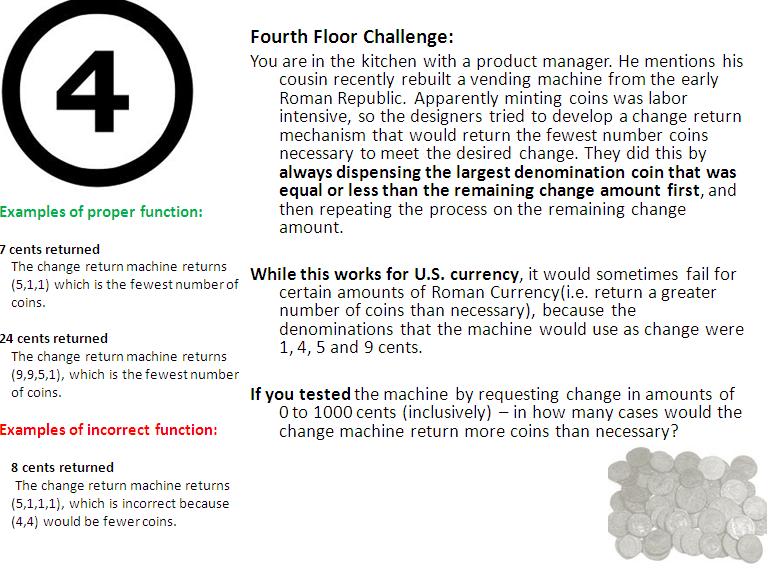 4
Fourth Floor Challenge:
You are in the kitchen with a product manager. He mentions his
cousin recently rebuilt a vending machine from the early
Roman Republic. Apparently minting coins was labor
intensive, so the designers tried to develop a change return
mechanism that would return the fewest number coins
necessary to meet the desired change. They did this by
always dispensing the largest denomination coin that was
equal or less than the remaining change amount first, and
then repeating the process on the remaining change
amount.
While this works for U.S. currency, it would sometimes fail for
certain amounts of Roman Currency(i.e. return a greater
number of coins than necessary), because the
denominations that the machine would use as change were
1, 4, 5 and 9 cents.
If you tested the machine by requesting change in amounts of
0 to 1000 cents (inclusively) – in how many cases would the
change machine return more coins than necessary?
Examples of proper function:
7 cents returned
The change return machine returns
(5,1,1) which is the fewest number of
coins.
24 cents returned
The change return machine returns
(9,9,5,1), which is the fewest number
of coins.
Examples of incorrect function:
8 cents returned
The change return machine returns
(5,1,1,1), which is incorrect because
(4,4) would be fewer coins.